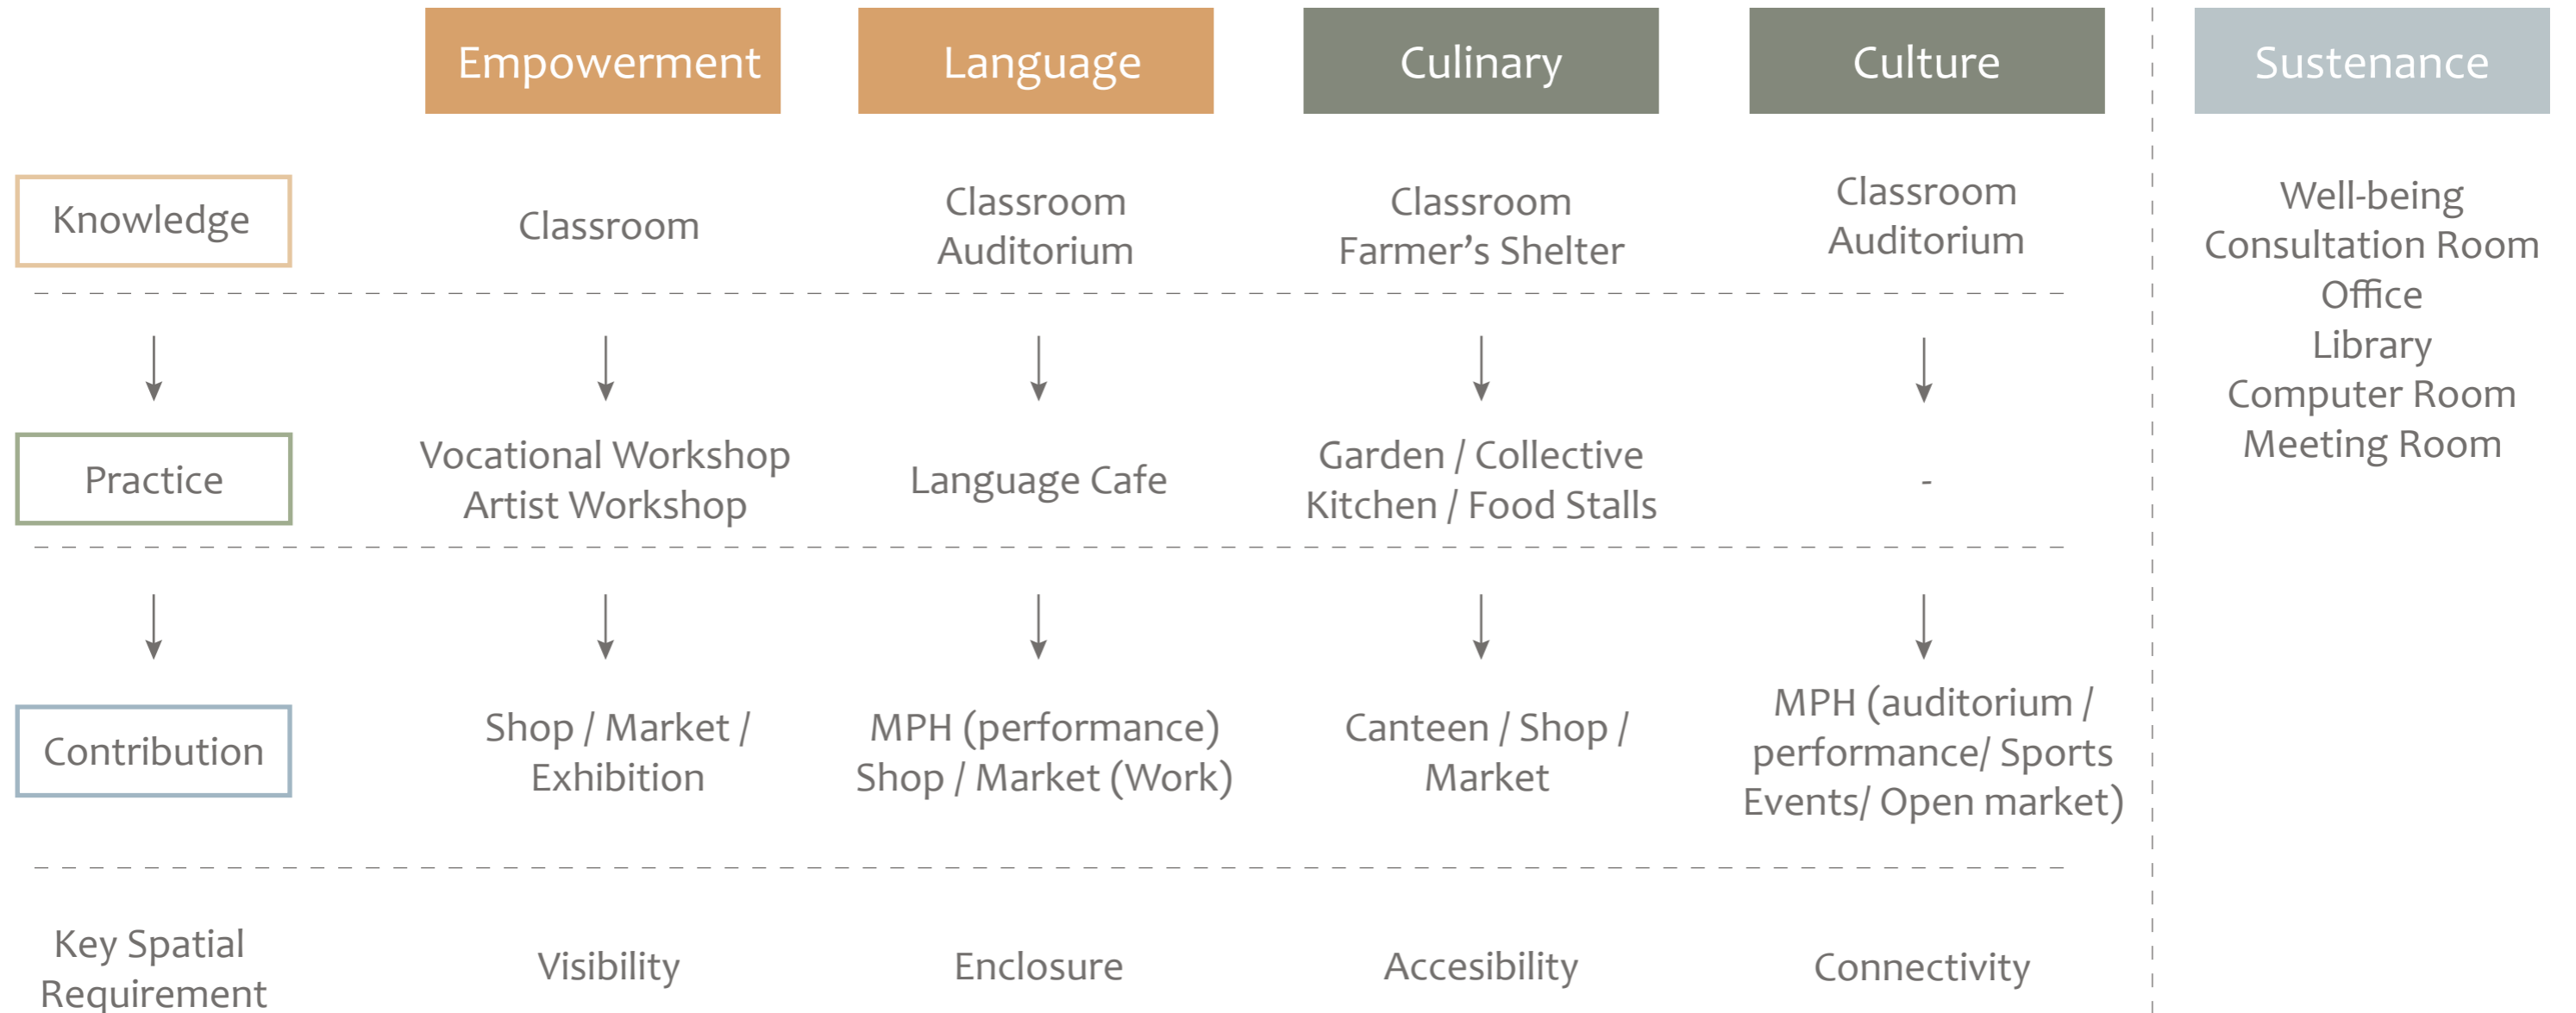 Empowerment
Language
Culinary
Culture
Sustenance
Knowledge
Classroom
Classroom
Auditorium
Classroom
Farmer’s Shelter
Classroom
Auditorium
Well-being
Consultation Room
Office
Library
Computer Room
Meeting Room
Practice
Vocational Workshop
Artist Workshop
Language Cafe
Garden / Collective
Kitchen / Food Stalls
-
Contribution
Shop / Market /
Exhibition
MPH (performance)
Shop / Market (Work)
Canteen / Shop /
Market
MPH (auditorium /
performance/ Sports
Events/ Open market)
Key Spatial
Requirement
Visibility
Enclosure
Accesibility
Connectivity